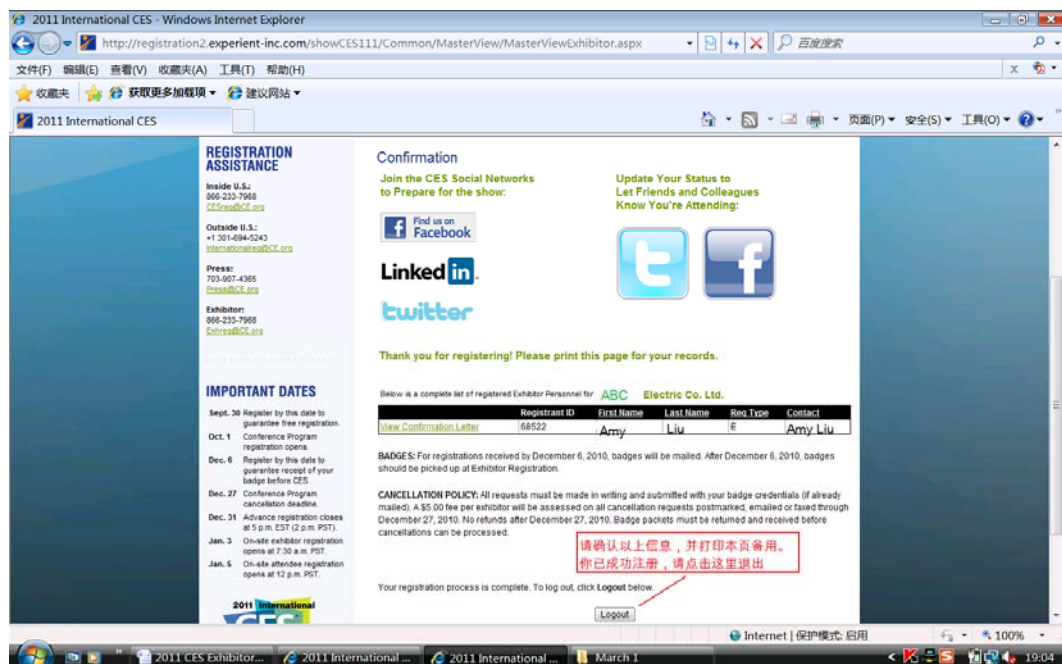 2011 International CES - Windows Internet Explorer
http://registration2.experient-inc.com/showCES111/Common/MasterView/MasterViewExhibitor.aspx
百度搜索
文件(F) 编辑(E) 查看(V) 收藏夹(A) 工具(T) 帮助(H)
收藏夹 获取更多加载项 建议网站
2011 International CES
页面(P) 安全(S) 工具(O)
REGISTRATION
ASSISTANCE
Inside U.S.:
866-233-7968
CESreg@CE.org
Outside U.S.:
+1 301-694-5243
Internationalreg@CE.org
Press:
703-907-4365
Press@CE.org
Exhibitor:
866-233-7968
Exhreg@CE.org
IMPORTANT DATES
Sept. 30 Register by this date to
guarantee free registration.
Oct. 1 Conference Program
registration opens.
Dec. 6 Register by this date to
guarantee receipt of your
badge before CES.
Dec. 27 Conference Program
cancellation deadline.
Dec. 31 Advance registration closes
at 5 p.m. EST (2 p.m. PST).
Jan. 3 On-site exhibitor registration
opens at 7:30 a.m. PST.
Jan. 5 On-site attendee registration
opens at 12 p.m. PST.
2011 International
CES
Confirmation
Join the CES Social Networks
to Prepare for the show:
Find us on
Facebook
Linked in
twitter
Update Your Status to
Let Friends and Colleagues
Know You're Attending:
Thank you for registering! Please print this page for your records.
Below is a complete list of registered Exhibitor Personnel for ABC Electric Co. Ltd.
Registrant ID First Name Last Name Reg Type Contact
View Confirmation Letter 68522 Amy Liu E Amy Liu
BADGES: For registrations received by December 6, 2010, badges will be mailed. After December 6, 2010, badges
should be picked up at Exhibitor Registration.
CANCELLATION POLICY: All requests must be made in writing and submitted with your badge credentials (if already
mailed). A $5.00 fee per exhibitor will be assessed on all cancellation requests postmarked, emailed or faxed through
December 27, 2010. No refunds after December 27, 2010. Badge packets must be returned and received before
cancellations can be processed.
请确认以上信息，并打印本页备用。
你已成功注册，请点击这里退出
Your registration process is complete. To log out, click Logout below.
Logout
Internet | 保护模式: 启用
100%
2011 CES Exhibitor... 2011 International ... 2011 International ... March 1
19:04